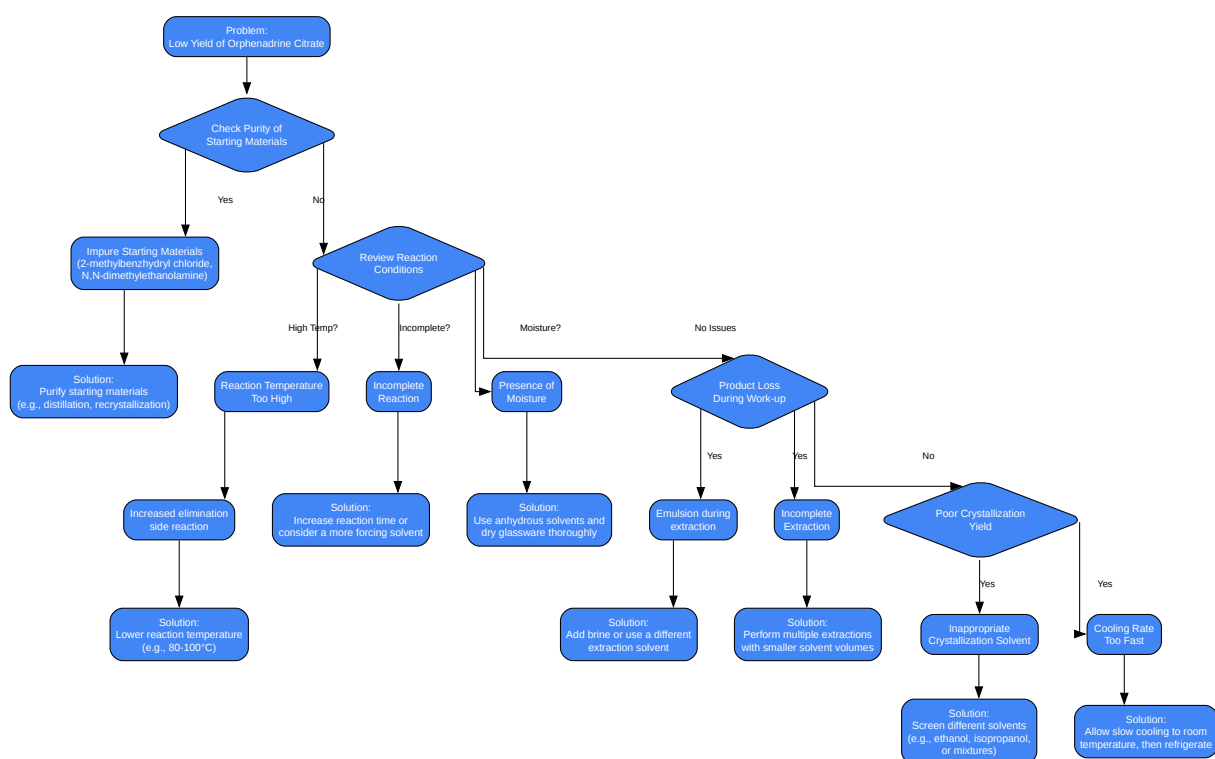 Problem:
Low Yield of Orphenadrine Citrate
Check Purity of
Starting Materials
Yes
No
Impure Starting Materials
(2-methylbenzhydryl chloride,
N,N-dimethylethanolamine)
Review Reaction
Conditions
High Temp?
Incomplete?
Moisture?
No Issues
Solution:
Purify starting materials
(e.g., distillation, recrystallization)
Reaction Temperature
Too High
Incomplete
Reaction
Presence of
Moisture
Product Loss
During Work-up
Yes
Yes
No
Increased elimination
side reaction
Solution:
Increase reaction time or
consider a more forcing solvent
Solution:
Use anhydrous solvents and
dry glassware thoroughly
Emulsion during
extraction
Incomplete
Extraction
Poor Crystallization
Yield
Yes
Yes
Solution:
Lower reaction temperature
(e.g., 80-100°C)
Solution:
Add brine or use a different
extraction solvent
Solution:
Perform multiple extractions
with smaller solvent volumes
Inappropriate
Crystallization Solvent
Cooling Rate
Too Fast
Solution:
Screen different solvents
(e.g., ethanol, isopropanol,
or mixtures)
Solution:
Allow slow cooling to room
temperature, then refrigerate